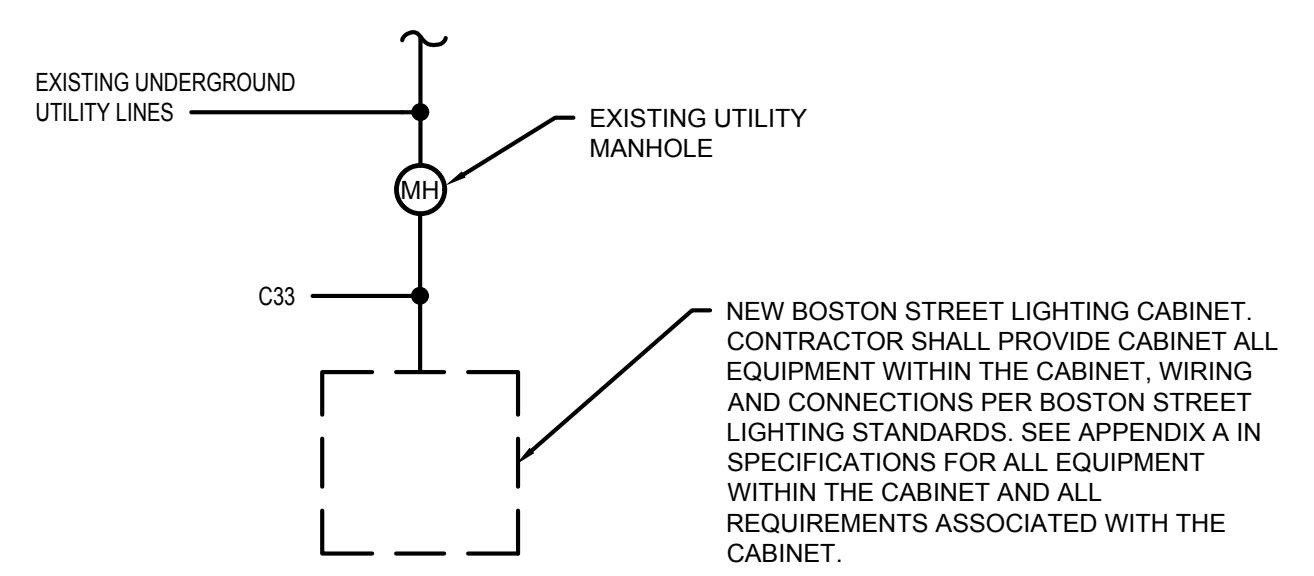 EXISTING UNDERGROUND
UTILITY LINES
EXISTING UTILITY
MANHOLE
MH
C33
NEW BOSTON STREET LIGHTING CABINET.
CONTRACTOR SHALL PROVIDE CABINET ALL
EQUIPMENT WITHIN THE CABINET, WIRING
AND CONNECTIONS PER BOSTON STREET
LIGHTING STANDARDS. SEE APPENDIX A IN
SPECIFICATIONS FOR ALL EQUIPMENT
WITHIN THE CABINET AND ALL
REQUIREMENTS ASSOCIATED WITH THE
CABINET.